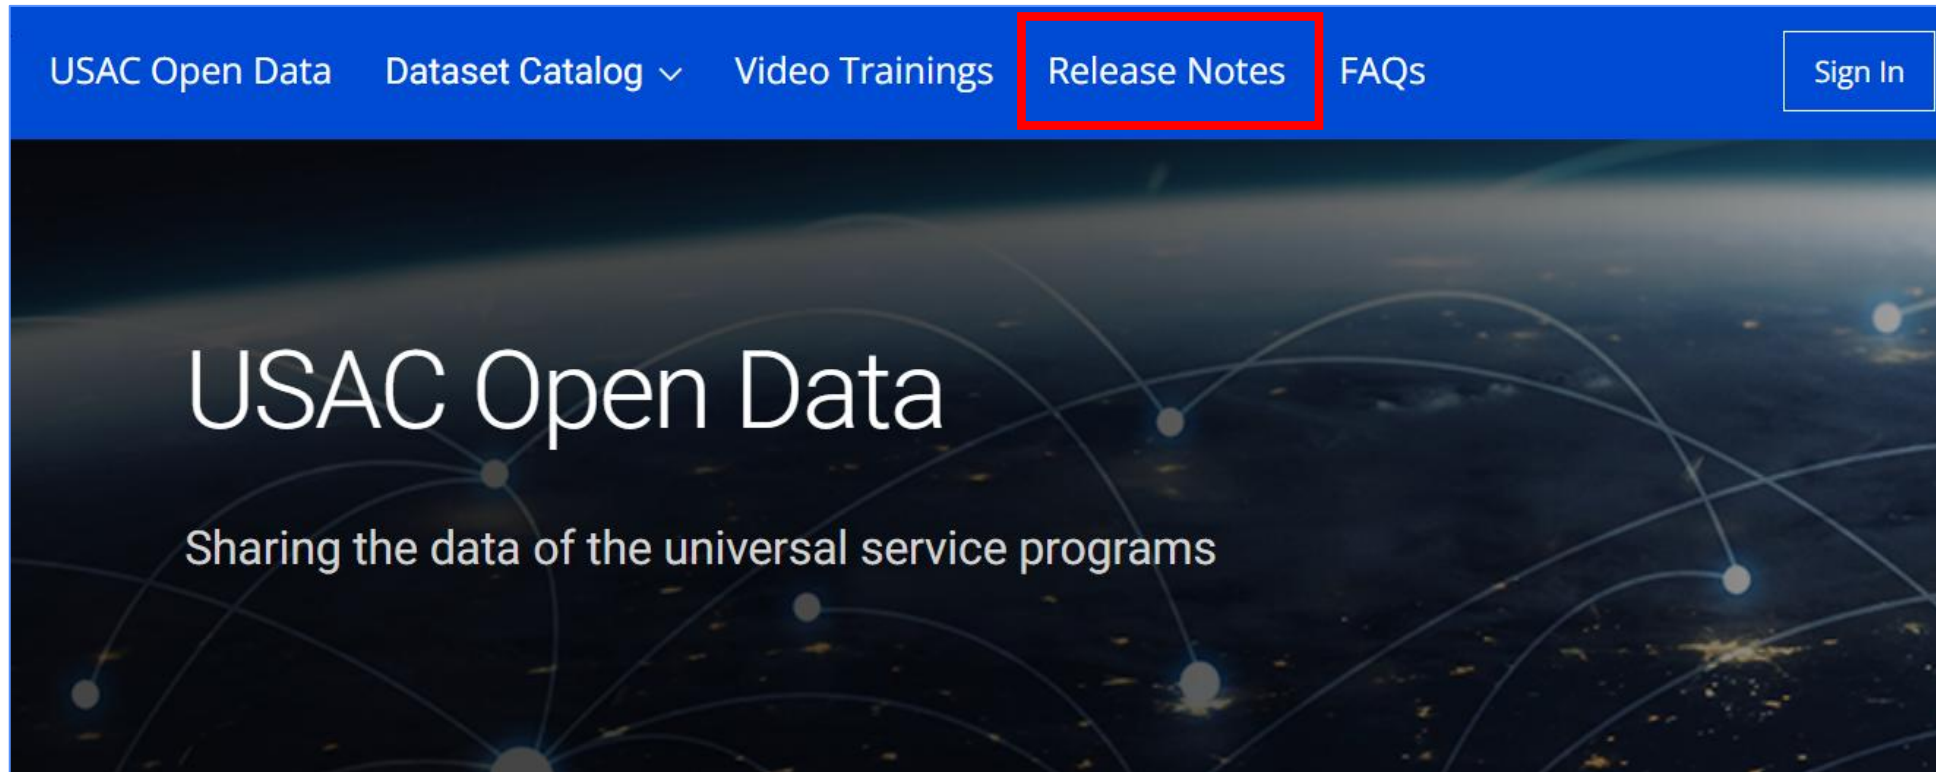 USAC Open Data Dataset Catalog Video Trainings Release Notes FAQs Sign In
USAC Open Data
Sharing the data of the universal service programs